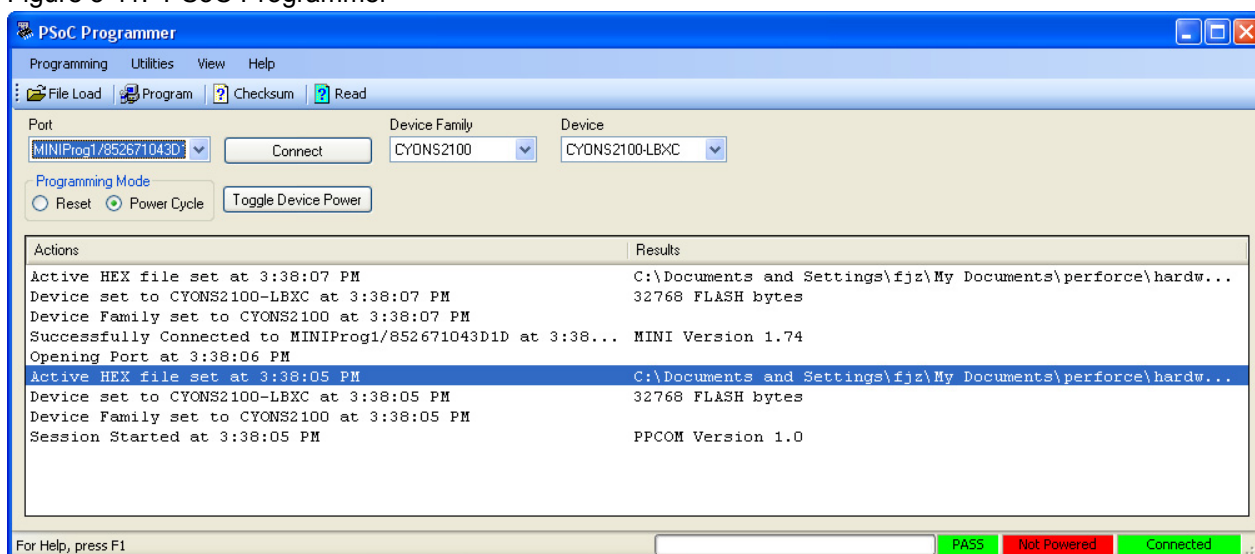 PSoC Programmer
Programming Utilities View Help
File Load Program Checksum Read
Port Device Family Device
MINIProg1/852671043D1 Connect CYONS2100 CYONS2100-LBXC
Programming Mode
Reset Power Cycle Toggle Device Power
Actions Results
Active HEX file set at 3:38:07 PM C:\Documents and Settings\fjz\My Documents\perforce\hardw...
Device set to CYONS2100-LBXC at 3:38:07 PM 32768 FLASH bytes
Device Family set to CYONS2100 at 3:38:07 PM
Successfully Connected to MINIProg1/852671043D1D at 3:38... MINI Version 1.74
Opening Port at 3:38:06 PM
Active HEX file set at 3:38:05 PM C:\Documents and Settings\fjz\My Documents\perforce\hardw...
Device set to CYONS2100-LBXC at 3:38:05 PM 32768 FLASH bytes
Device Family set to CYONS2100 at 3:38:05 PM
Session Started at 3:38:05 PM PPCOM Version 1.0
For Help, press F1 PASS Not Powered Connected